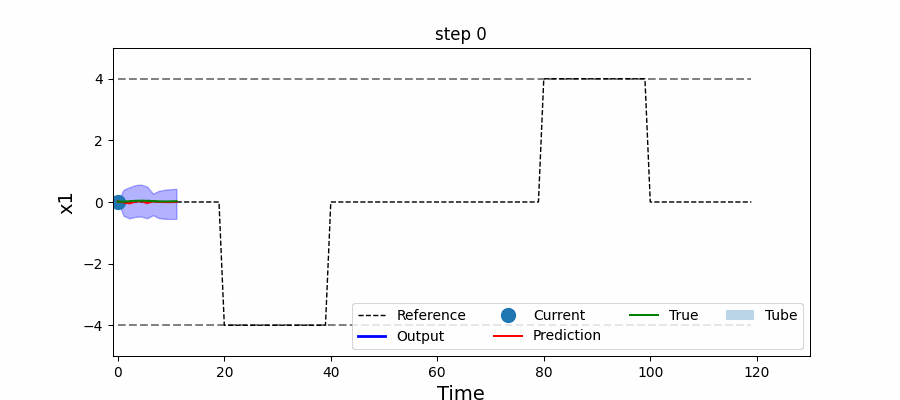 step 0
4
2
0
−2
−4
x1
Reference Current True Tube
Output Prediction
0 20 40 60 80 100 120
Time